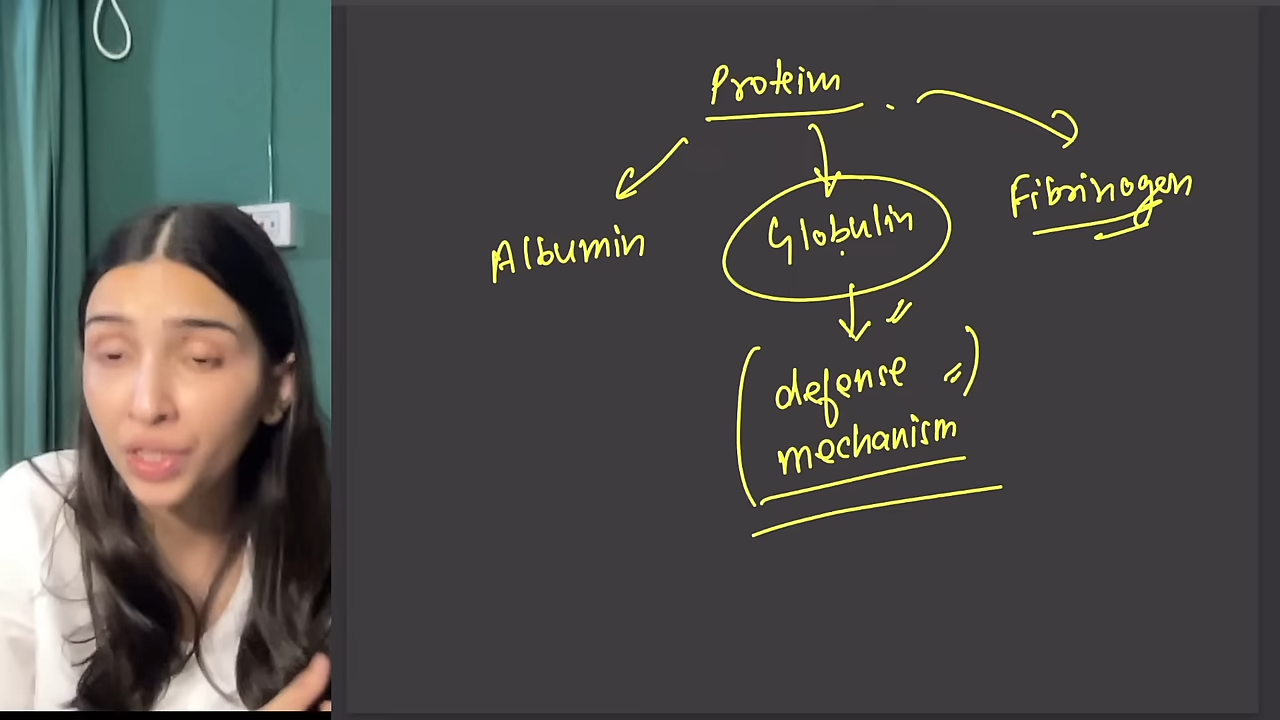 Protein
Albumin
Globulin
Fibrinogen
defense
mechanism